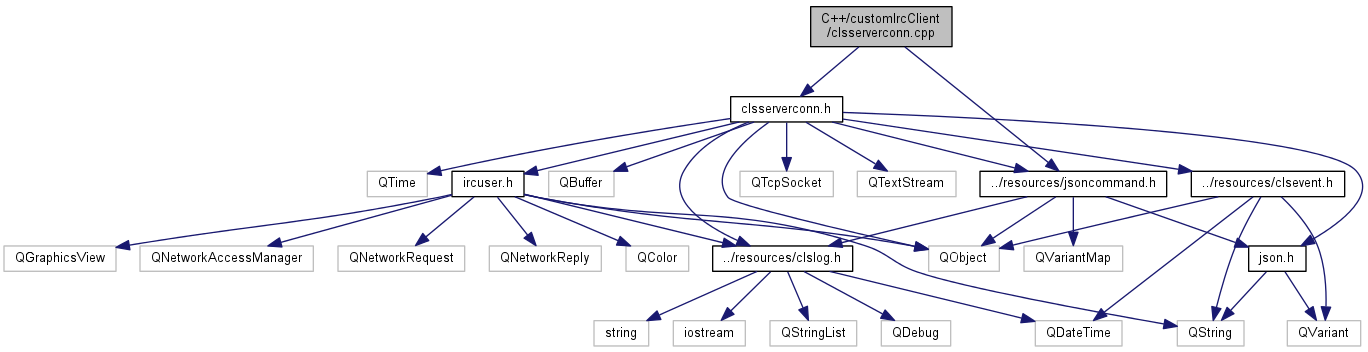 C++/customIrcClient
/clsserverconn.cpp
clsserverconn.h
QTime
ircuser.h
QBuffer
QTcpSocket
QTextStream
../resources/jsoncommand.h
../resources/clsevent.h
QGraphicsView
QNetworkAccessManager
QNetworkRequest
QNetworkReply
QColor
../resources/clslog.h
QObject
QVariantMap
json.h
string
iostream
QStringList
QDebug
QDateTime
QString
QVariant